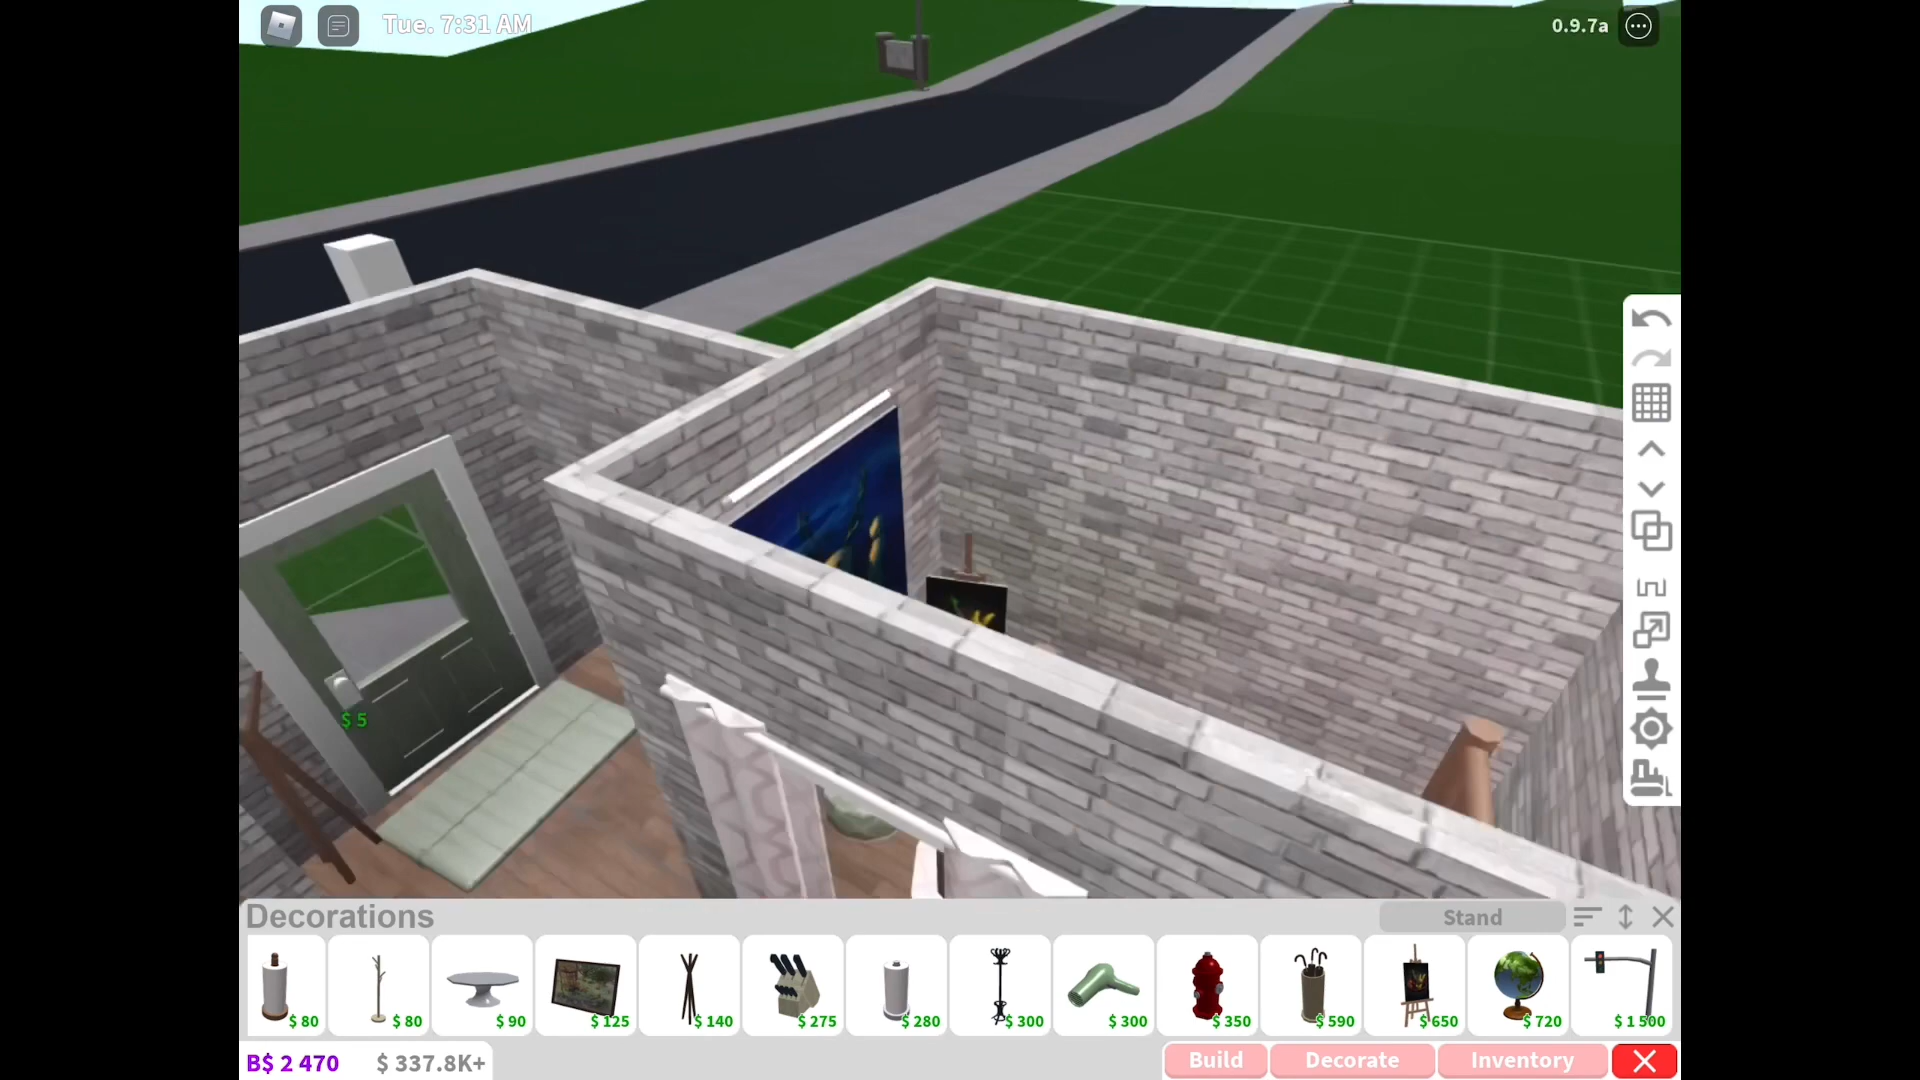 Tue. 7:31 AM
0.9.7a
$ 5
Decorations
Stand
$ 80
$ 80
$ 90
$ 125
$ 140
$ 275
$ 280
$ 300
$ 300
$ 350
$ 590
$650
$ 720
$ 1 500
B$ 2 470
$ 337.8K+
Build
Decorate
Inventory